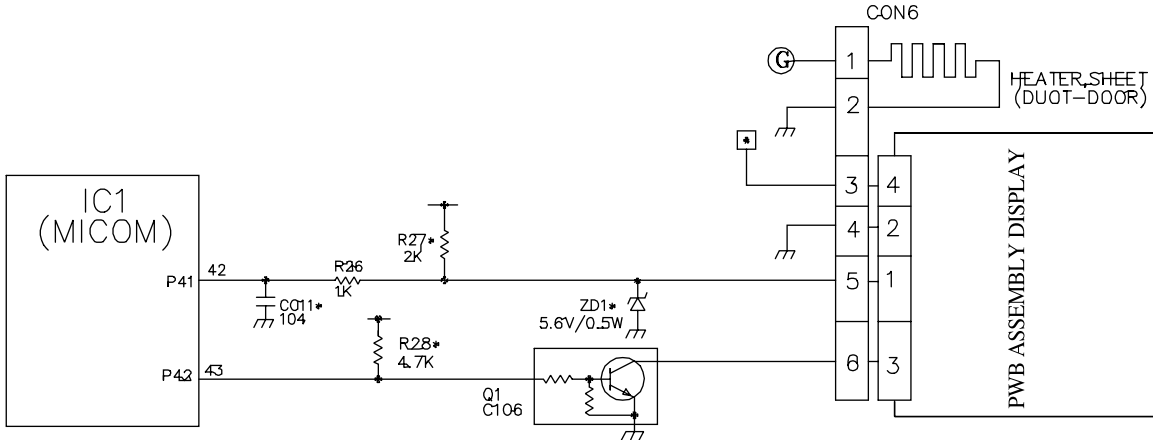 CON6
G
1
HEATER,SHEET
(DUOT-DOOR)
2
*
3
4
PWB ASSEMBLY DISPLAY
4
2
5
1
6
3
IC1
(MICOM)
P41
42
R26
1K
R27*
2K
C011*
104
ZD1*
5.6V/0.5W
R28*
4.7K
P42
43
Q1
C106